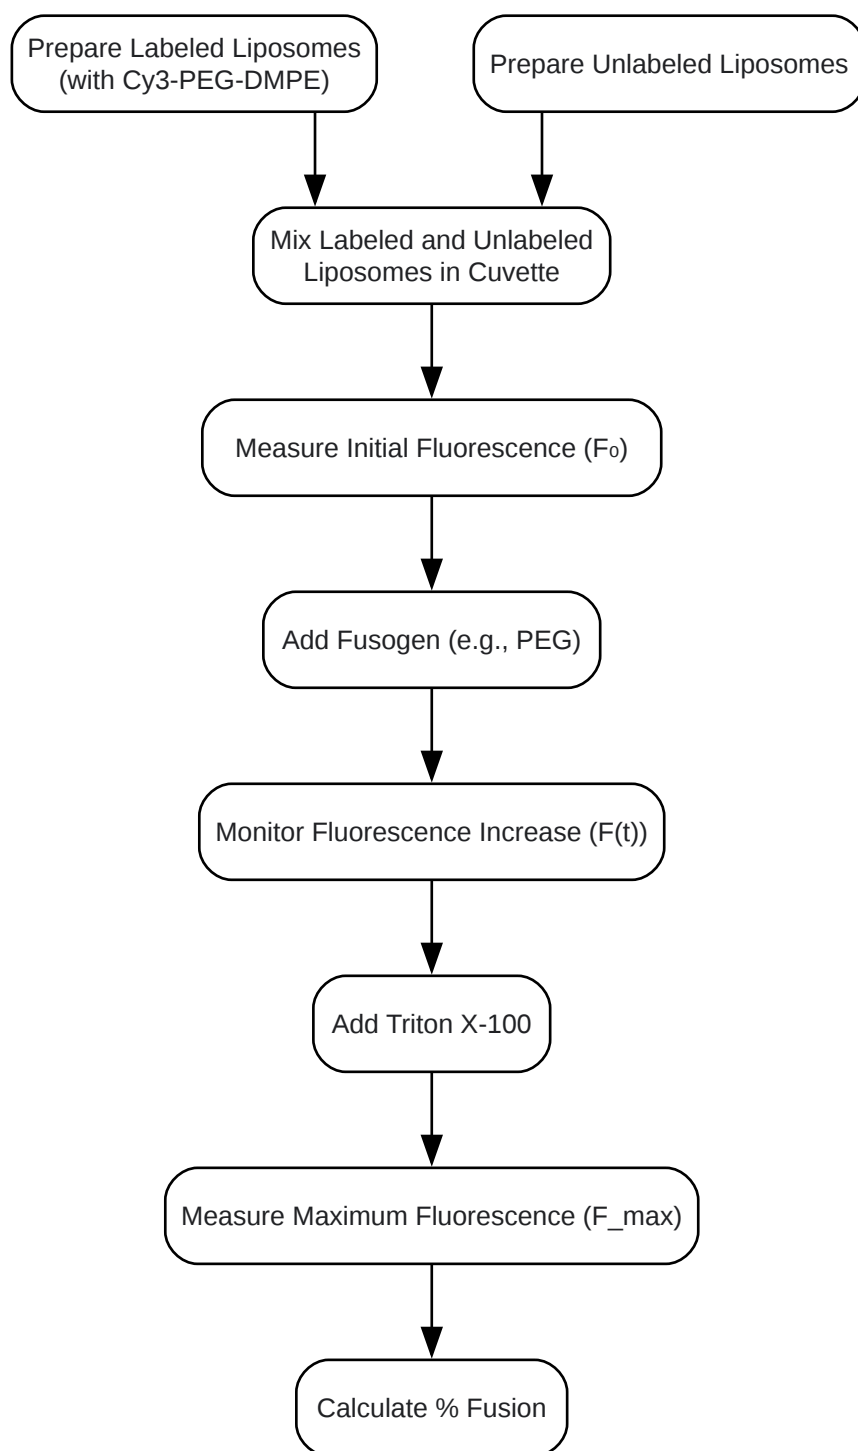 Prepare Labeled Liposomes
(with Cy3-PEG-DMPE)
Prepare Unlabeled Liposomes
Mix Labeled and Unlabeled
Liposomes in Cuvette
Measure Initial Fluorescence (F₀)
Add Fusogen (e.g., PEG)
Monitor Fluorescence Increase (F(t))
Add Triton X-100
Measure Maximum Fluorescence (F_max)
Calculate % Fusion